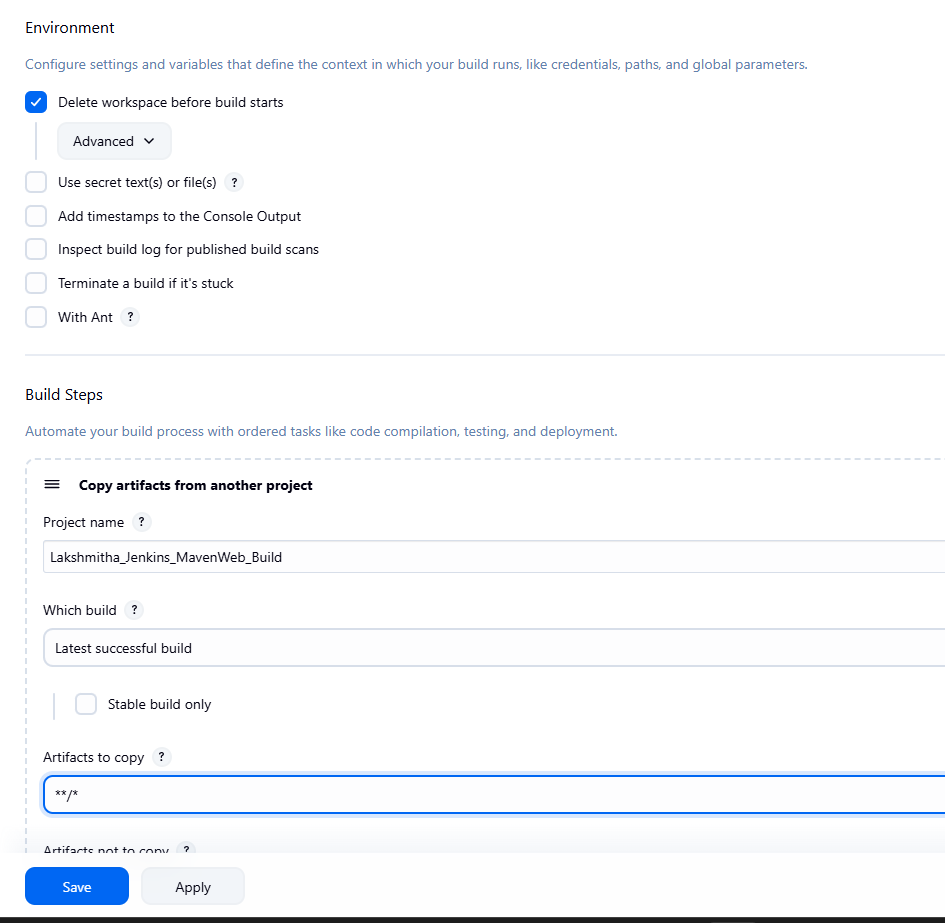 Environment
Configure settings and variables that define the context in which your build runs, like credentials, paths, and global parameters.
Delete workspace before build starts
Advanced
Use secret text(s) or file(s) ?
Add timestamps to the Console Output
Inspect build log for published build scans
Terminate a build if it's stuck
With Ant ?
Build Steps
Automate your build process with ordered tasks like code compilation, testing, and deployment.
Copy artifacts from another project
Project name ?
Lakshmitha_Jenkins_MavenWeb_Build
Which build ?
Latest successful build
Stable build only
Artifacts to copy ?
**/*
Artifacts not to copy ?
Save Apply